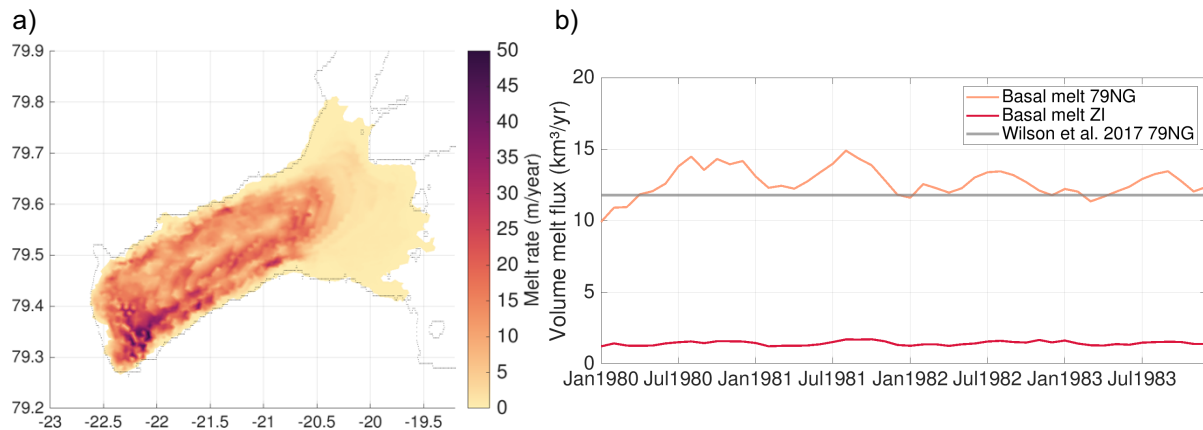 a)
79.9
79.8
79.7
79.6
79.5
79.4
79.3
79.2
-23
-22.5
-22
-21.5
-21
-20.5
-20
-19.5
50
45
40
35
30
25
20
15
10
5
0
Melt rate (m/year)
b)
Volume melt flux (km³/yr)
20
15
10
5
0
Basal melt 79NG
Basal melt ZI
Wilson et al. 2017 79NG
Jan1980
Jul1980
Jan1981
Jul1981
Jan1982
Jul1982
Jan1983
Jul1983